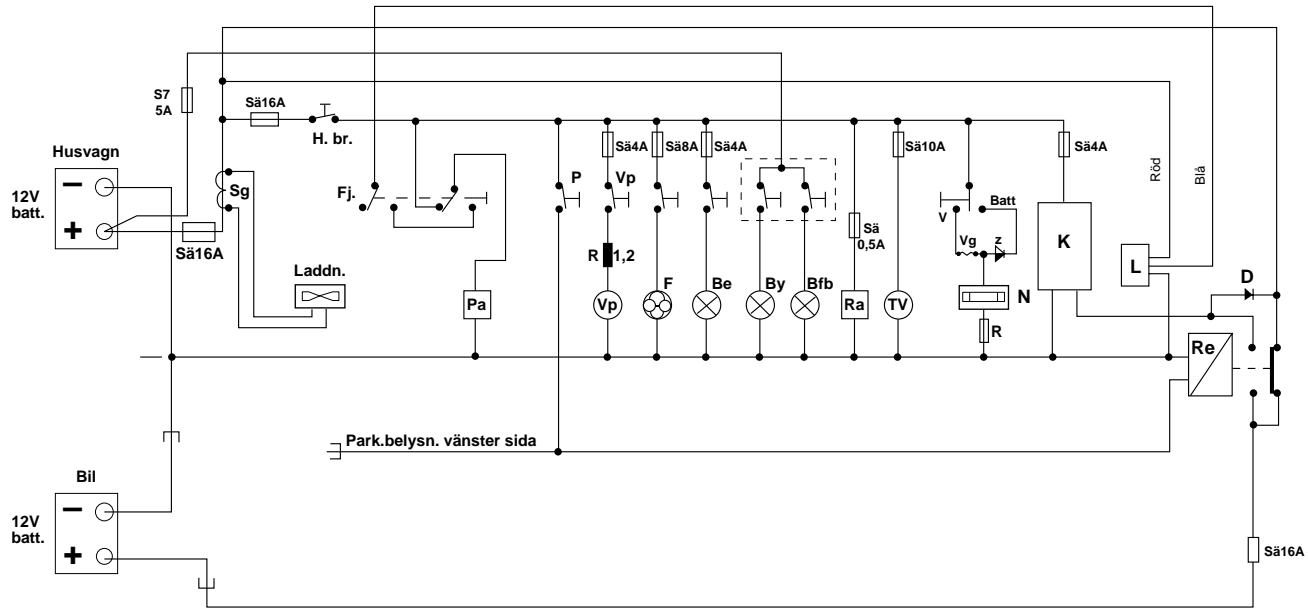 S7
5A
Sä16A
H. br.
Husvagn
12V
batt.
Sg
Sä16A
Laddn.
Fj.
Pa
P
Sä4A
Vp
R
1,2
Vp
Sä8A
F
Sä4A
Be
By
Bfb
Sä
0,5A
Ra
Sä10A
TV
V
Batt
Vg
z
N
R
Sä4A
K
Röd
Blå
L
D
Re
Park.belysn. vänster sida
Bil
12V
batt.
Sä16A